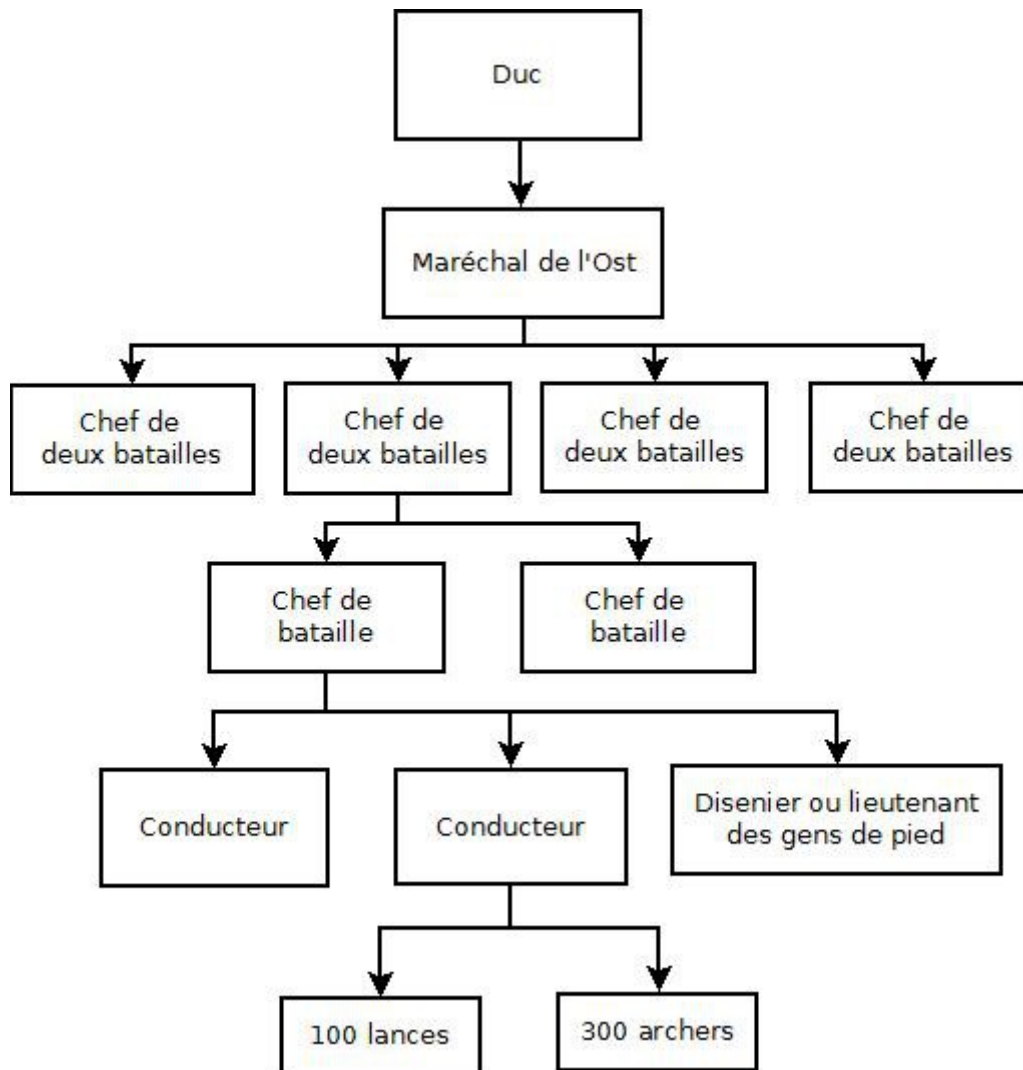 Duc
Maréchal de l'Ost
Chef de
deux batailles
Chef de
deux batailles
Chef de
deux batailles
Chef de
deux batailles
Chef de
bataille
Chef de
bataille
Conducteur
Conducteur
Disenier ou lieutenant
des gens de pied
100 lances
300 archers